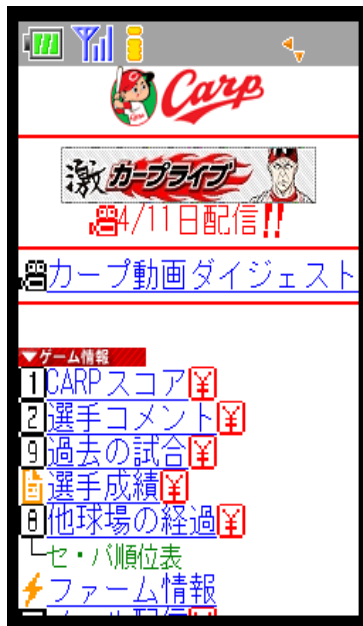 Carp
激 カープライブ
4/11日配信!!
カープ動画ダイジェスト
▼ゲーム情報
1 CARPスコア¥
2 選手コメント¥
9 過去の試合¥
選手成績¥
8 他球場の経過¥
└セ・パ順位表
ファーム情報